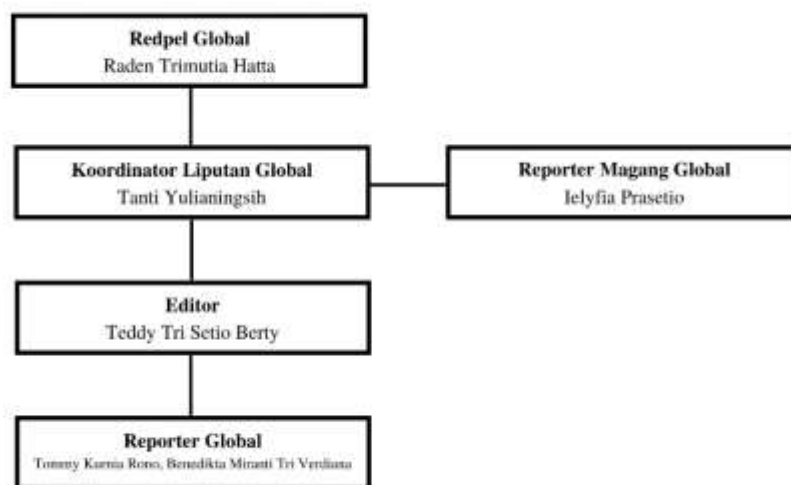 Redpel Global
Raden Trimutia Hatta
Koordinator Liputan Global
Tanti Yulianingsih
Reporter Magang Global
Ielyfia Prasetio
Editor
Teddy Tri Setio Berty
Reporter Global
Tommy Kurnia Rono, Benedikta Miranti Tri Verdiana